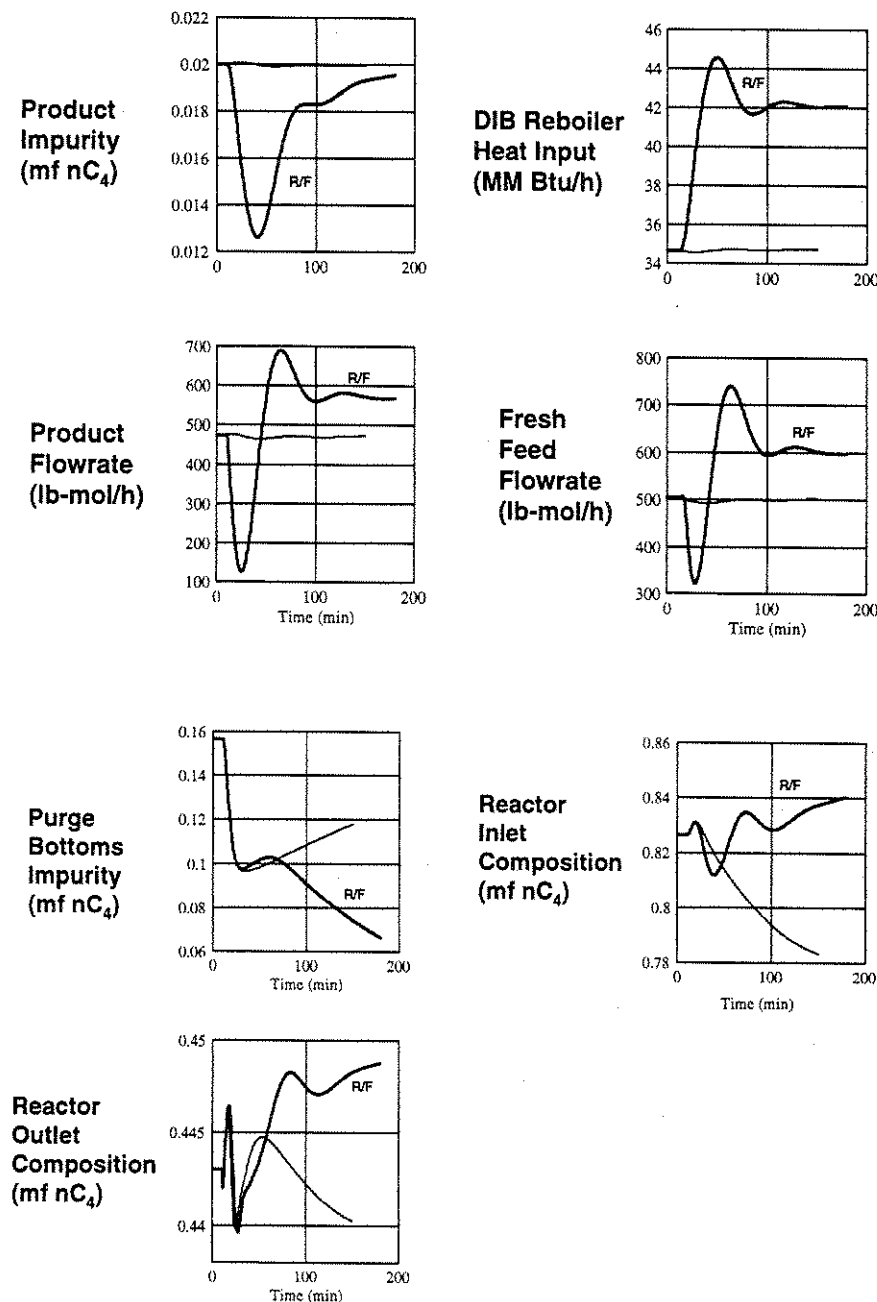 Product
Impurity
(mf nC4)
0.022
0.02
0.018
0.016
0.014
0.012
R/F
0
100
200
DIB Reboiler
Heat Input
(MM Btu/h)
46
44
42
40
38
36
34
R/F
0
100
200
Product
Flowrate
(lb-mol/h)
700
600
500
400
300
200
100
R/F
0
100
200
Time (min)
Fresh
Feed
Flowrate
(lb-mol/h)
800
700
600
500
400
300
R/F
0
100
200
Time (min)
Purge
Bottoms
Impurity
(mf nC4)
0.16
0.14
0.12
0.1
0.08
0.06
R/F
0
100
200
Time (min)
Reactor
Inlet
Composition
(mf nC4)
0.86
0.84
0.82
0.8
0.78
R/F
0
100
200
Time (min)
Reactor
Outlet
Composition
(mf nC4)
0.45
0.445
0.44
R/F
0
100
200
Time (min)